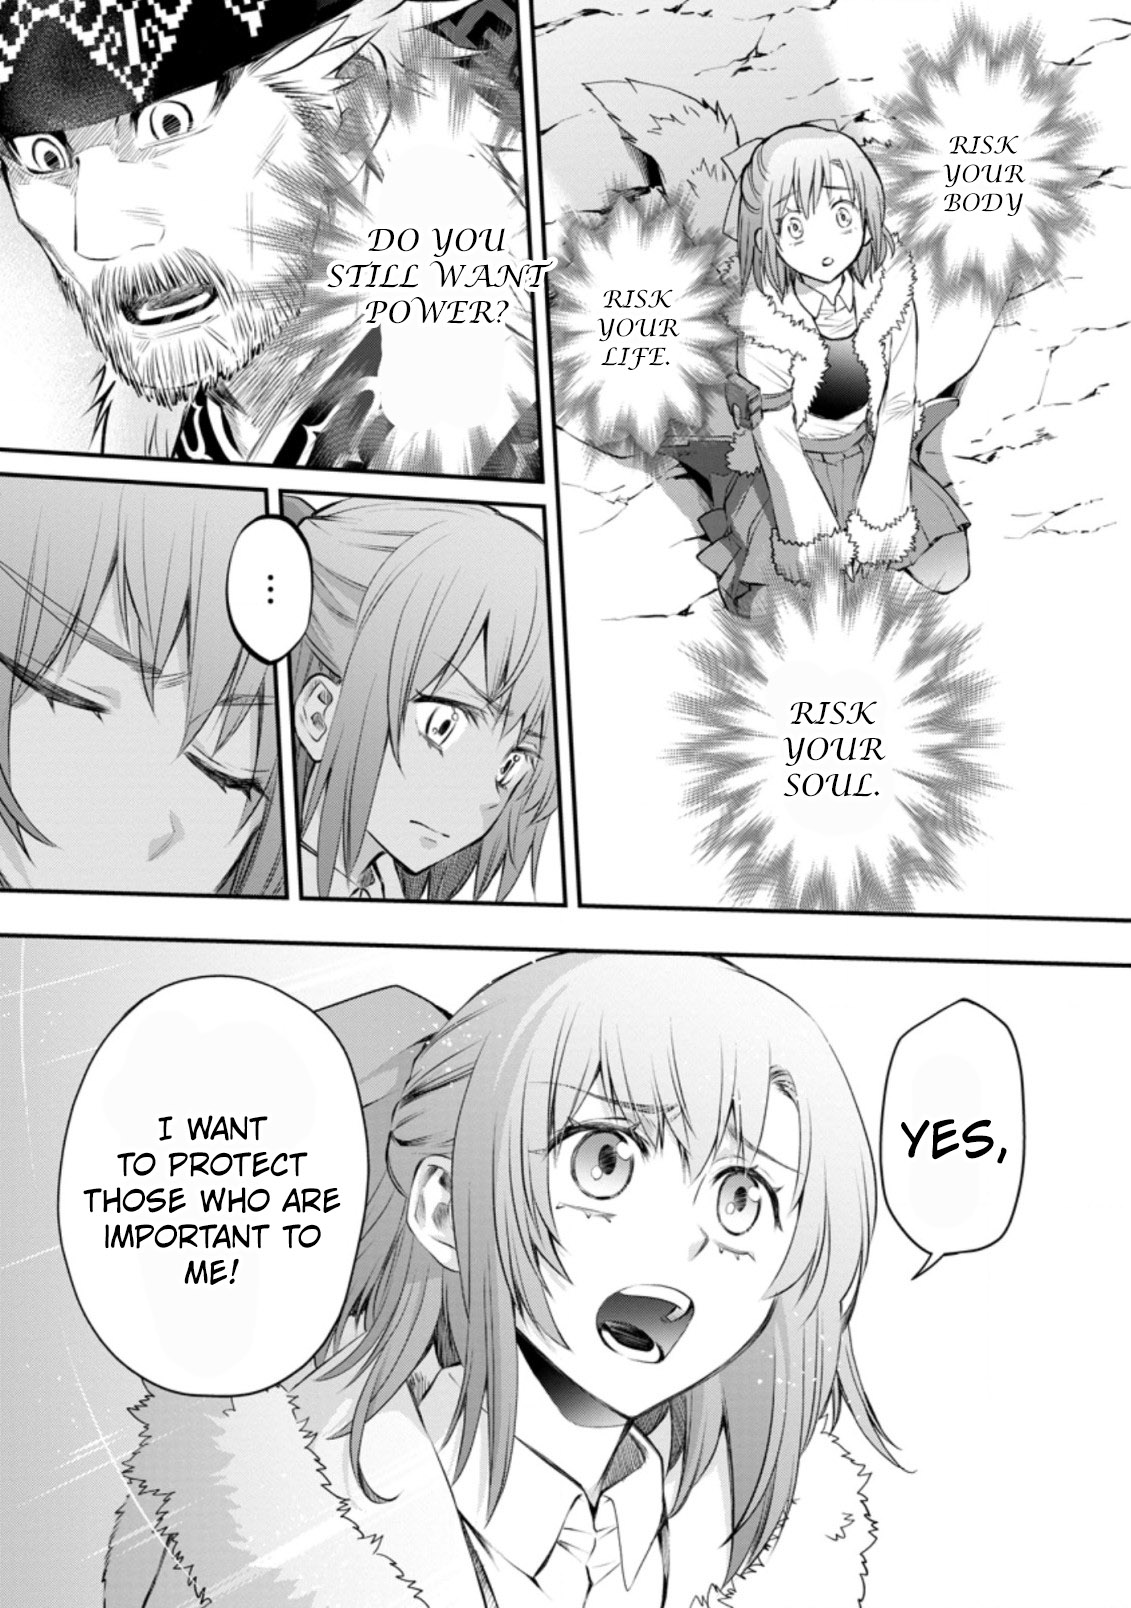 RISK
YOUR
BODY
RISK
YOUR
LIFE.
RISK
YOUR
SOUL.
DO YOU
STILL WANT
POWER?
...
YES,
I WANT
TO PROTECT
THOSE WHO ARE
IMPORTANT TO
ME!